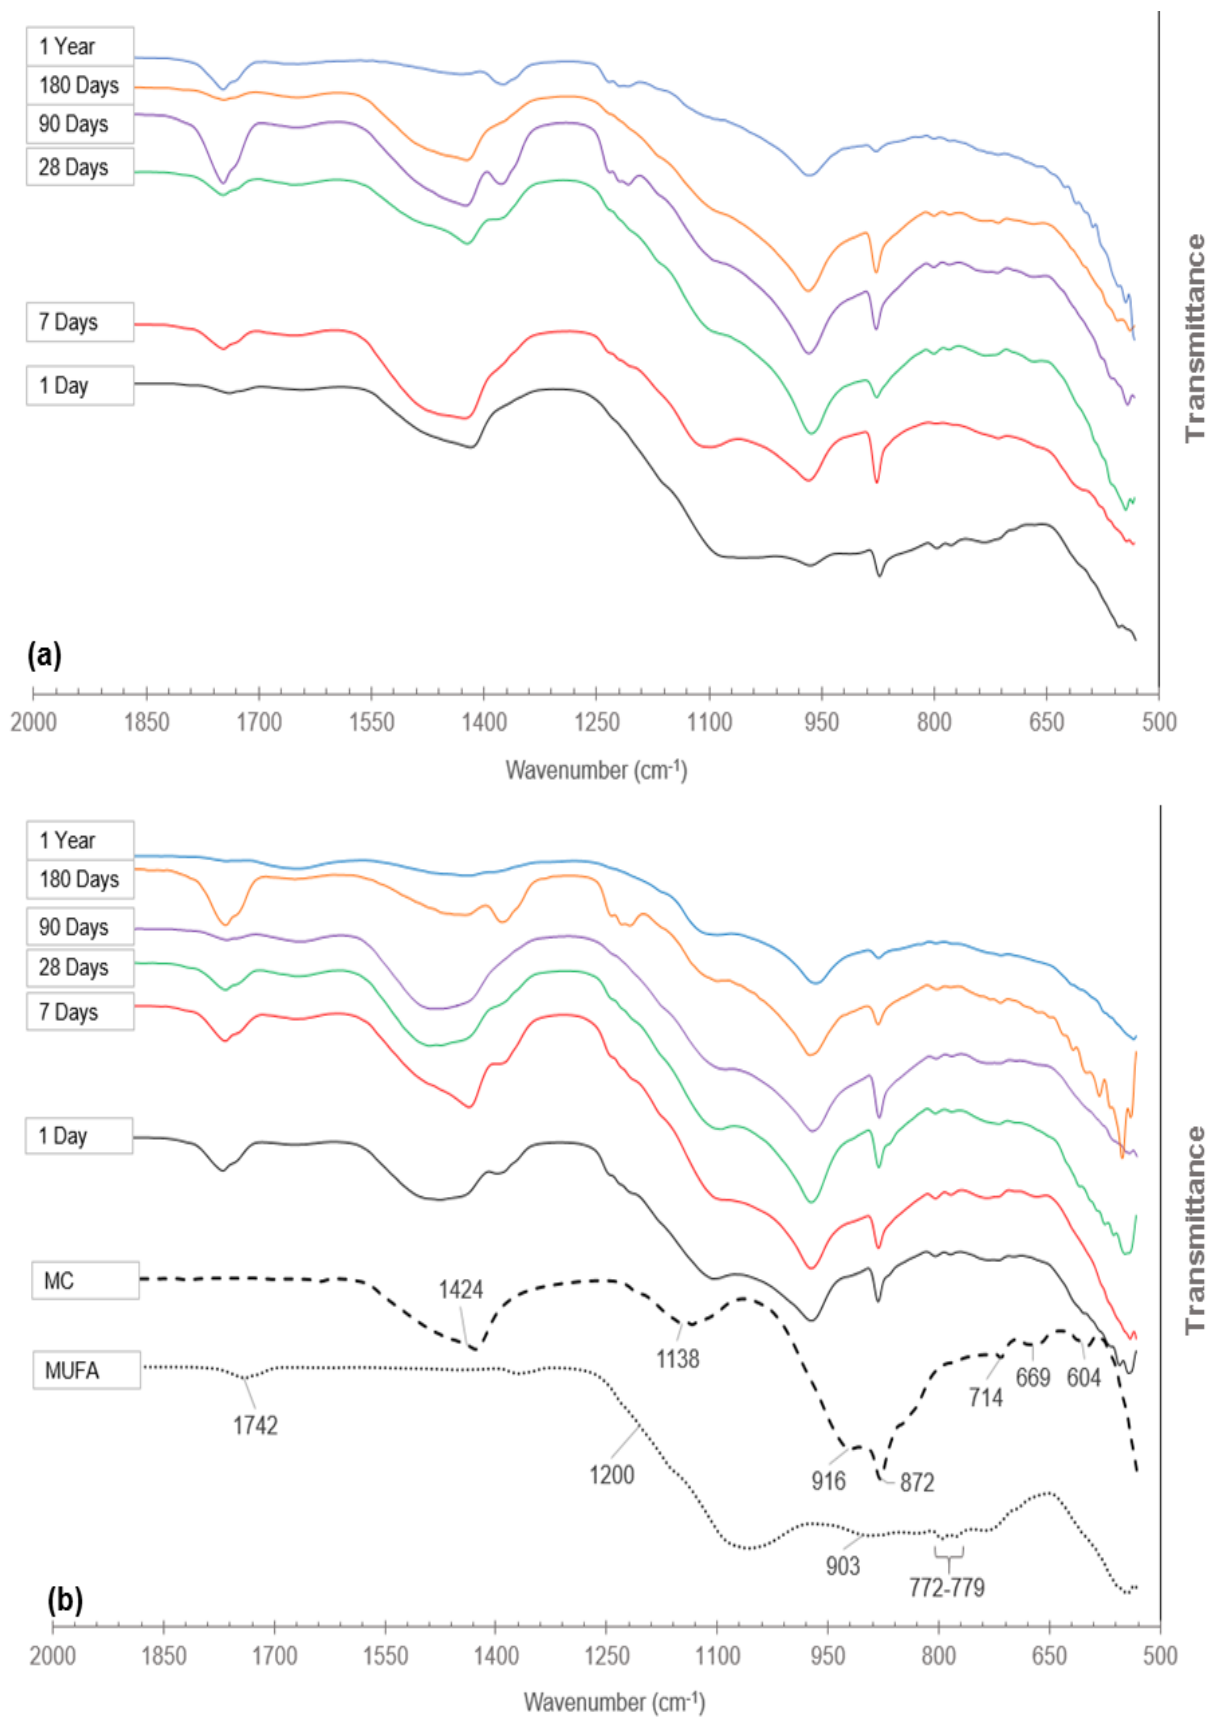 1 Year
180 Days
90 Days
28 Days
7 Days
1 Day
Transmittance
(a)
2000 1850 1700 1550 1400 1250 1100 950 800 650 500
Wavenumber (cm-1)
1 Year
180 Days
90 Days
28 Days
7 Days
1 Day
Transmittance
MC
1424
1138
714
669
604
MUFA
1742
1200
916
872
903
772-779
(b)
2000 1850 1700 1550 1400 1250 1100 950 800 650 500
Wavenumber (cm-1)